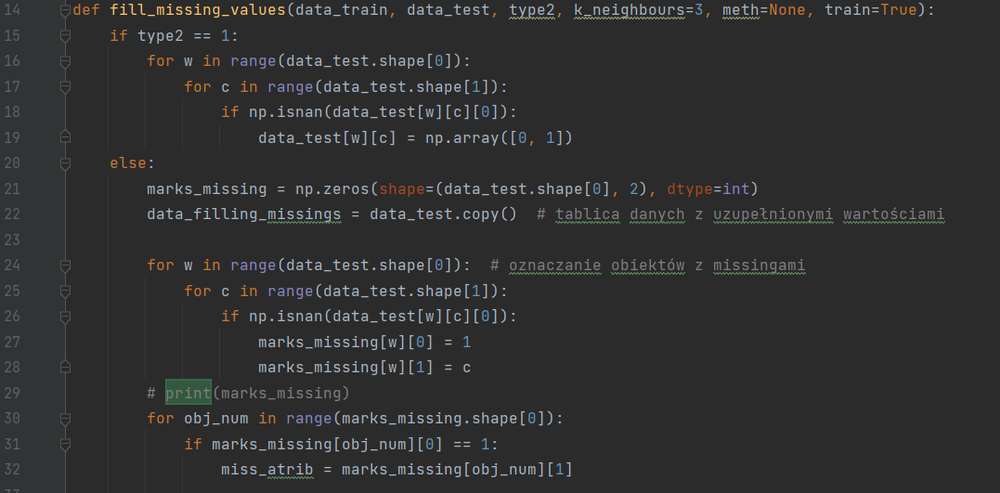 14 def fill_missing_values(data_train, data_test, type2, k_neighbours=3, meth=None, train=True):
15     if type2 == 1:
16         for w in range(data_test.shape[0]):
17             for c in range(data_test.shape[1]):
18                 if np.isnan(data_test[w][c][0]):
19                     data_test[w][c] = np.array([0, 1])
20     else:
21         marks_missing = np.zeros(shape=(data_test.shape[0], 2), dtype=int)
22         data_filling_missings = data_test.copy()  # tablica danych z uzupełnionymi wartościami
23
24         for w in range(data_test.shape[0]):  # oznaczanie obiektów z missingami
25             for c in range(data_test.shape[1]):
26                 if np.isnan(data_test[w][c][0]):
27                     marks_missing[w][0] = 1
28                     marks_missing[w][1] = c
29         # print(marks_missing)
30         for obj_num in range(marks_missing.shape[0]):
31             if marks_missing[obj_num][0] == 1:
32                 miss_atrib = marks_missing[obj_num][1]